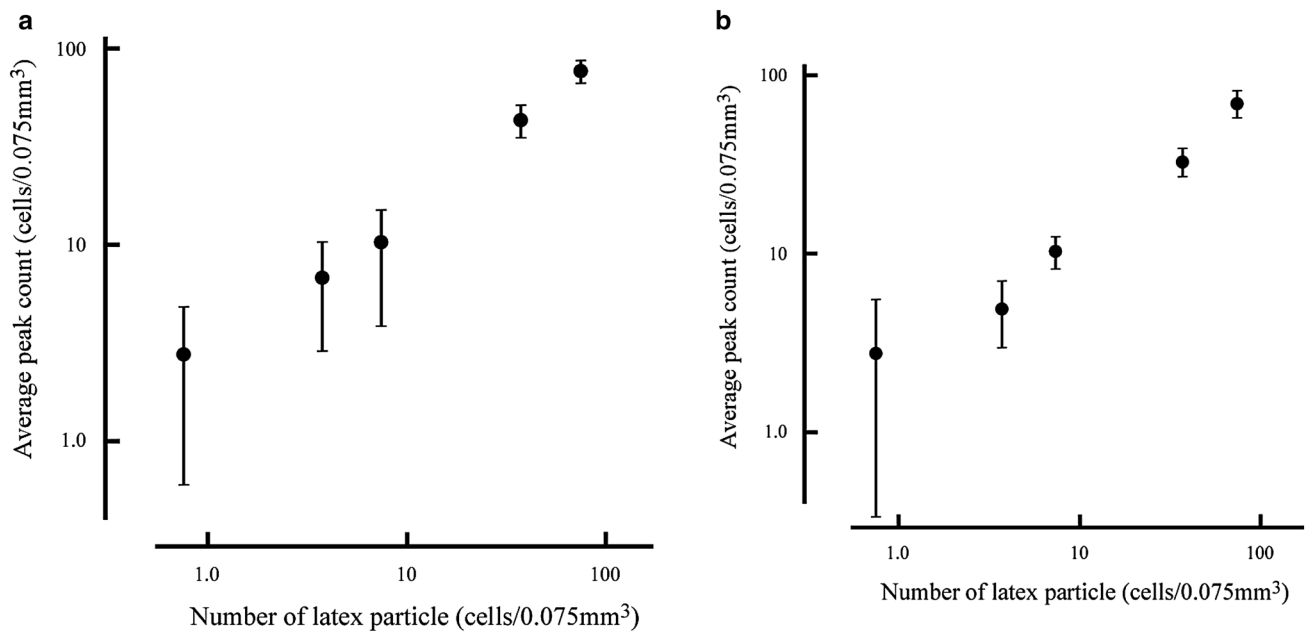 a
Average peak count (cells/0.075mm³)
100
10
1.0
1.0 10 100
Number of latex particle (cells/0.075mm³)
b
Average peak count (cells/0.075mm³)
100
10
1.0
1.0 10 100
Number of latex particle (cells/0.075mm³)